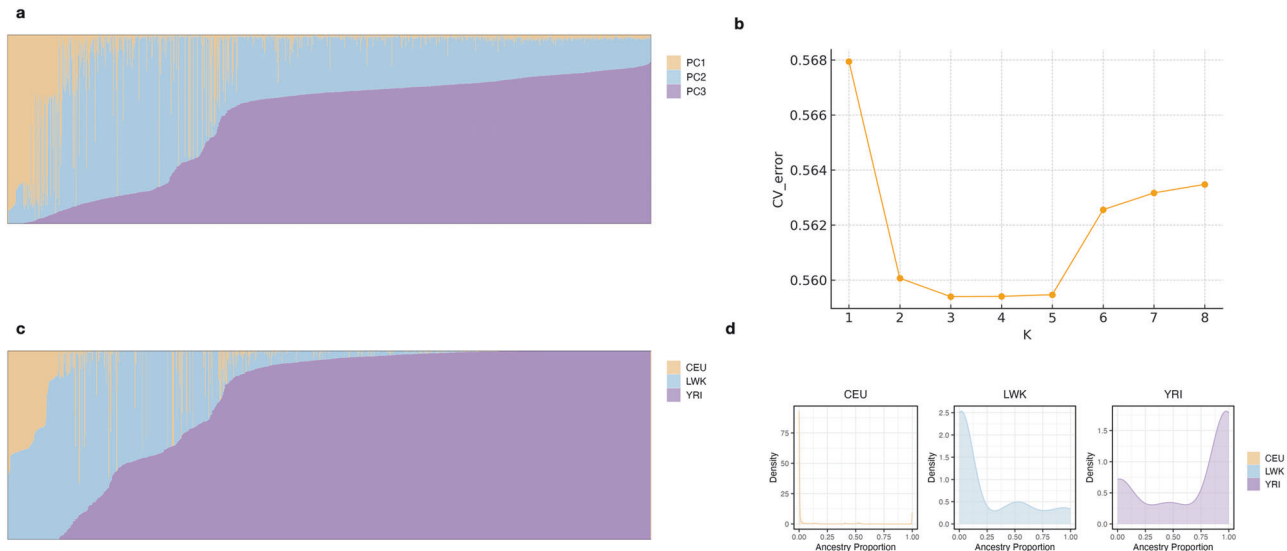 a
PC1
PC2
PC3
b
0.568
0.566
0.564
0.562
0.560
CV_error
1 2 3 4 5 6 7 8
K
c
CEU
LWK
YRI
d
CEU
75
50
25
0
Density
0.00 0.25 0.50 0.75 1.00
Ancestry Proportion
LWK
2.5
2.0
1.5
1.0
0.5
0.0
Density
0.00 0.25 0.50 0.75 1.00
Ancestry Proportion
YRI
1.5
1.0
0.5
0.0
Density
0.00 0.25 0.50 0.75 1.00
Ancestry Proportion
CEU
LWK
YRI